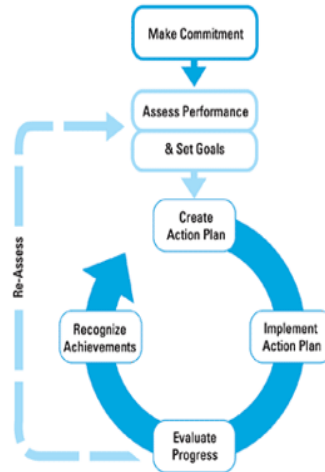 Make Commitment
Assess Performance
& Set Goals
Create
Action Plan
Re-Assess
Recognize
Achievements
Implement
Action Plan
Evaluate
Progress